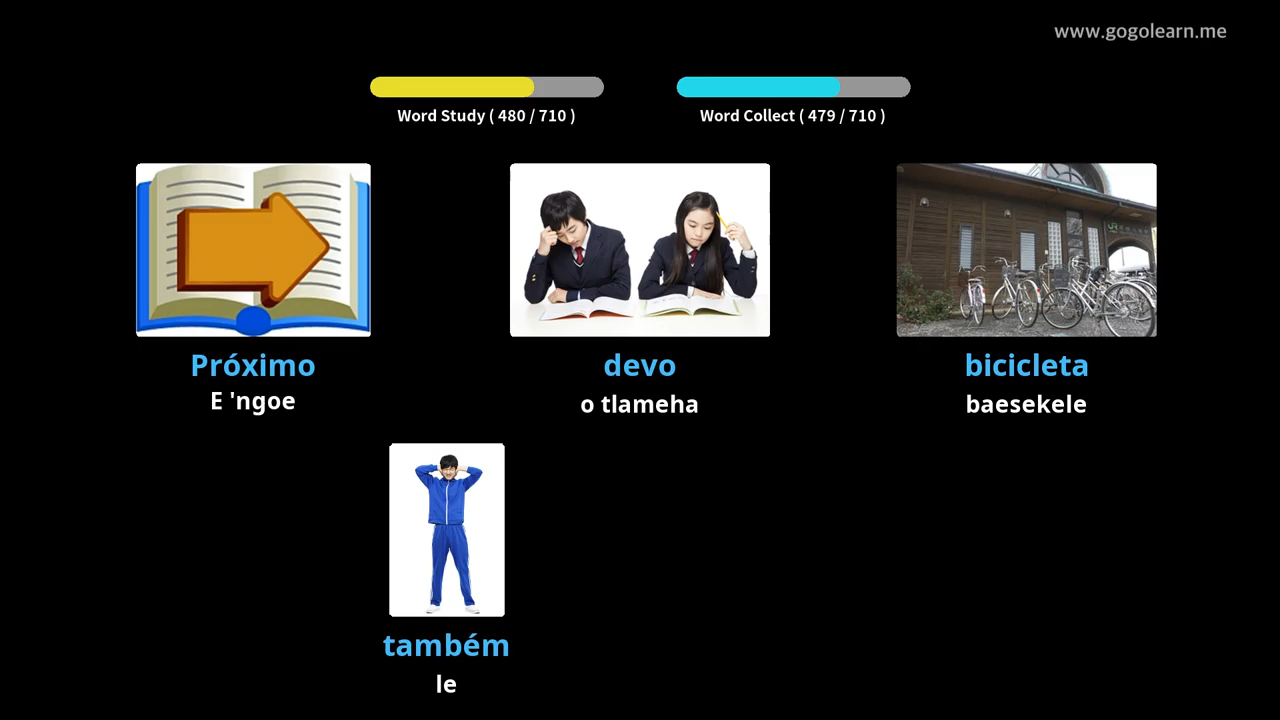 www.gogolearn.me
Word Study ( 480 / 710 )
Word Collect ( 479 / 710 )
Próximo
E 'ngoe
devo
o tlameha
bicicleta
baesekele
também
le